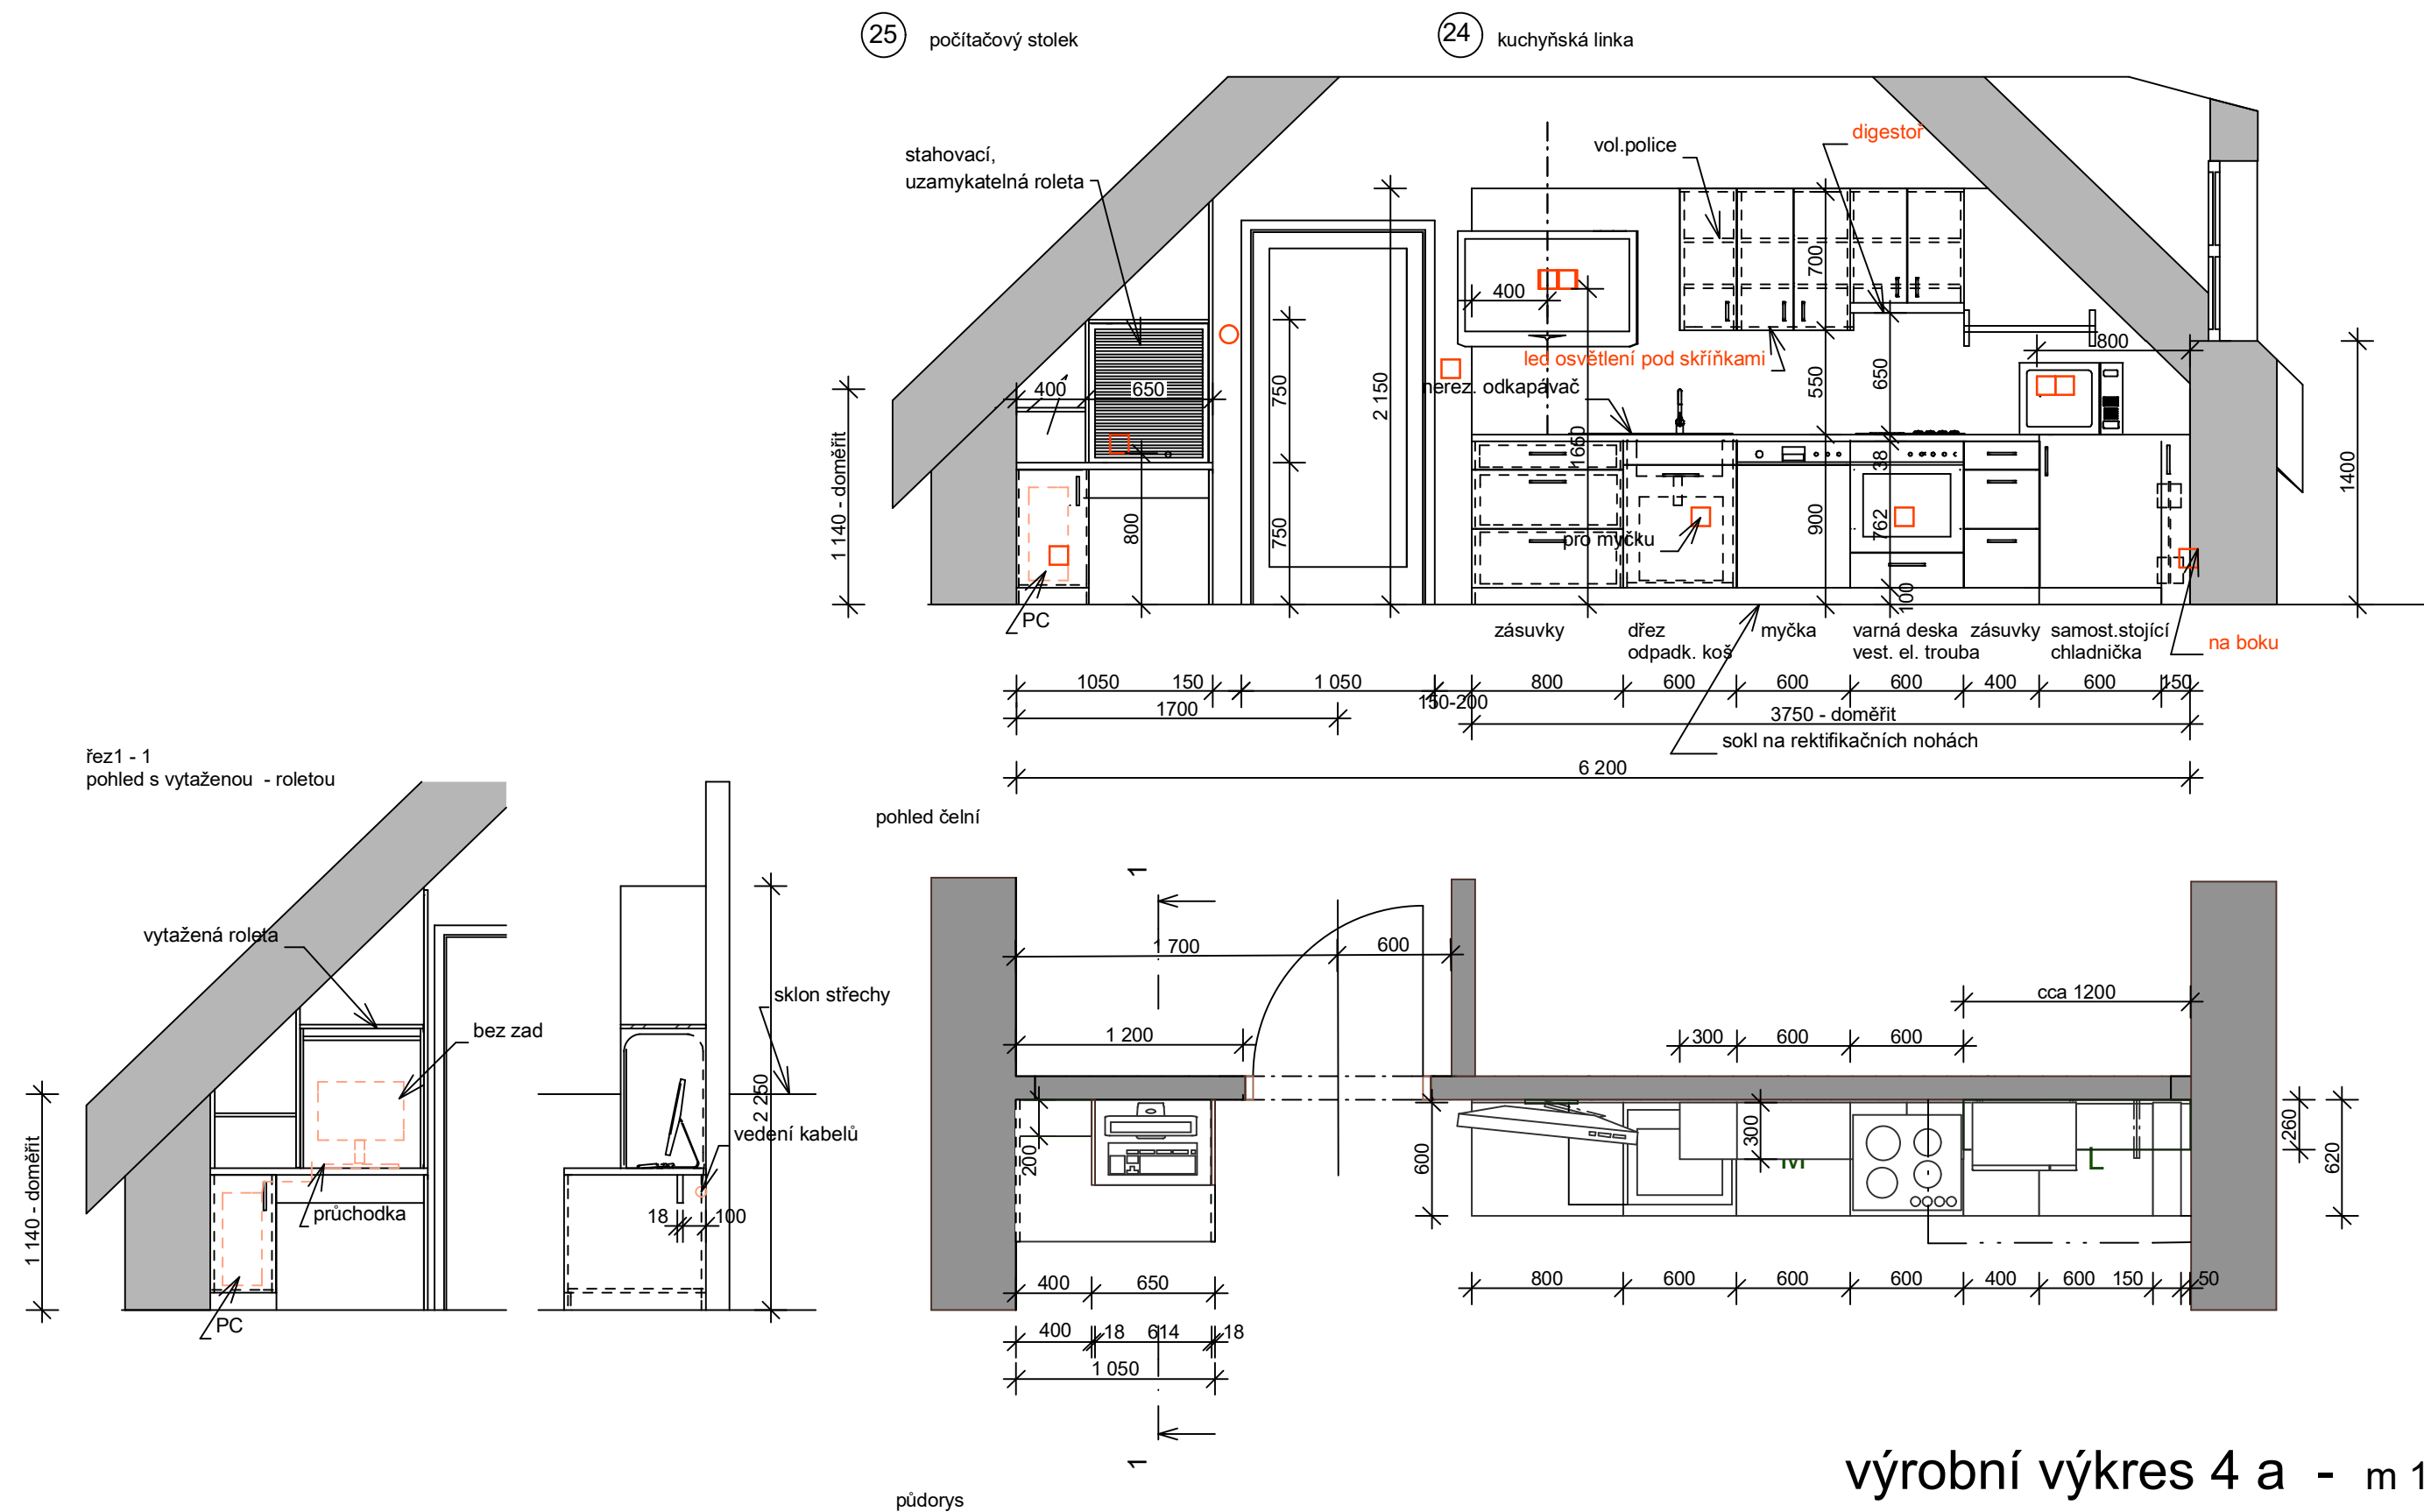 25 počítačový stolek
24 kuchyňská linka
stahovací,
uzamykatelná roleta
vol.police
digestoř
400
650
750
750
800
2 150
400
1650
led osvětlení pod skříňkami
nerez. odkapávač
700
550
900
650
38
762
100
800
1400
1 140 - doměřit
pro myčku
PC
zásuvky
dřez
odpadk. koš
myčka
varná deska
vest. el. trouba
zásuvky
samost.stojící
chladnička
na boku
1050 150 1 050 150-200 800 600 600 600 400 600 150
1700
3750 - doměřit
sokl na rektifikačních nohách
6 200
pohled čelní
řez1 - 1
pohled s vytaženou - roletou
vytažená roleta
bez zad
průchodka
PC
1 140 - doměřit
sklon střechy
2 250
vedení kabelů
18 100
1
1 700 600
1 200
200
600
300 600 600
cca 1200
300
M
L
260
620
400 650
400 18 614 18
1 050
800 600 600 600 400 600 150 50
1
půdorys
výrobní výkres 4 a - m 1